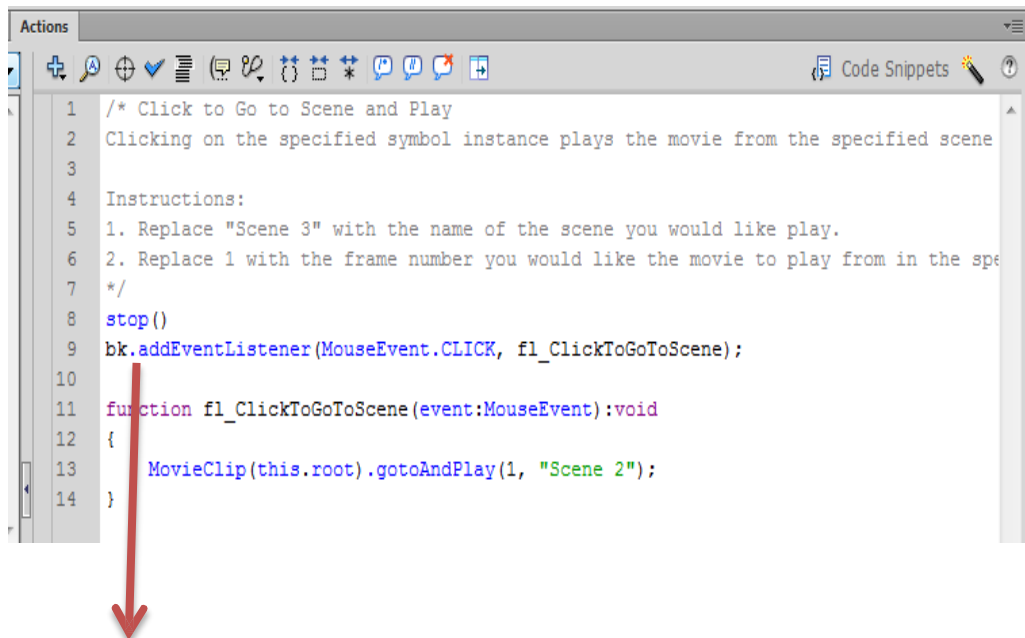 Actions
Code Snippets
1 /* Click to Go to Scene and Play
2 Clicking on the specified symbol instance plays the movie from the specified scene
3
4 Instructions:
5 1. Replace "Scene 3" with the name of the scene you would like play.
6 2. Replace 1 with the frame number you would like the movie to play from in the spe
7 */
8 stop()
9 bk.addEventListener(MouseEvent.CLICK, fl_ClickToGoToScene);
10
11 function fl_ClickToGoToScene(event:MouseEvent):void
12 {
13 MovieClip(this.root).gotoAndPlay(1, "Scene 2");
14 }